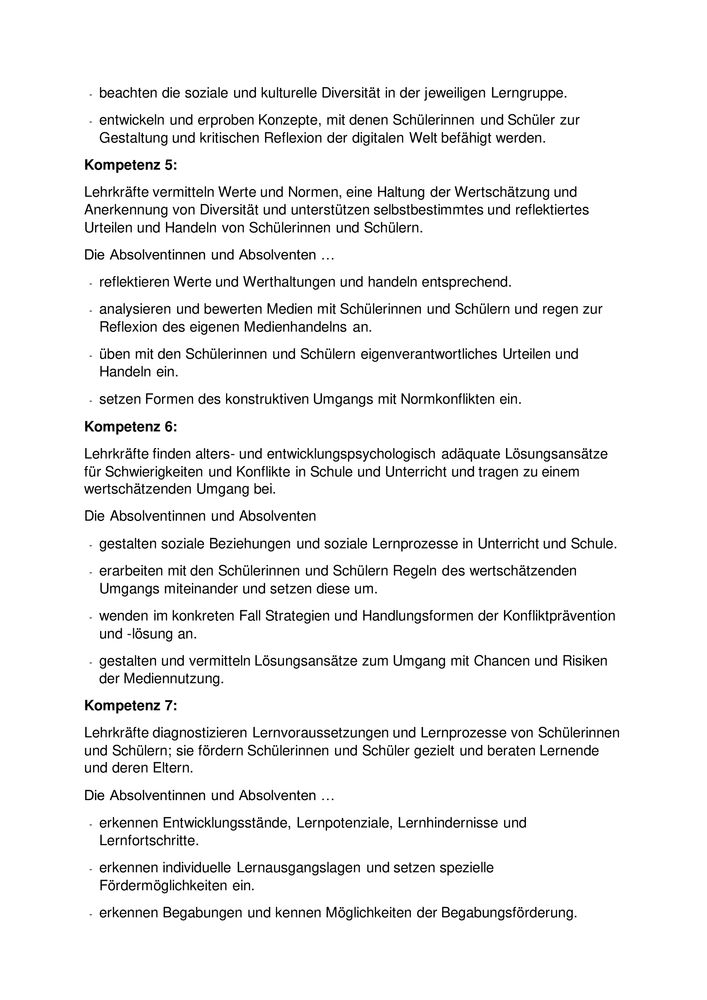 - beachten die soziale und kulturelle Diversität in der jeweiligen Lerngruppe.
- entwickeln und erproben Konzepte, mit denen Schülerinnen und Schüler zur
Gestaltung und kritischen Reflexion der digitalen Welt befähigt werden.
Kompetenz 5:
Lehrkräfte vermitteln Werte und Normen, eine Haltung der Wertschätzung und
Anerkennung von Diversität und unterstützen selbstbestimmtes und reflektiertes
Urteilen und Handeln von Schülerinnen und Schülern.
Die Absolventinnen und Absolventen …
- reflektieren Werte und Werthaltungen und handeln entsprechend.
- analysieren und bewerten Medien mit Schülerinnen und Schülern und regen zur
Reflexion des eigenen Medienhandelns an.
- üben mit den Schülerinnen und Schülern eigenverantwortliches Urteilen und
Handeln ein.
- setzen Formen des konstruktiven Umgangs mit Normkonflikten ein.
Kompetenz 6:
Lehrkräfte finden alters- und entwicklungspsychologisch adäquate Lösungsansätze
für Schwierigkeiten und Konflikte in Schule und Unterricht und tragen zu einem
wertschätzenden Umgang bei.
Die Absolventinnen und Absolventen
- gestalten soziale Beziehungen und soziale Lernprozesse in Unterricht und Schule.
- erarbeiten mit den Schülerinnen und Schülern Regeln des wertschätzenden
Umgangs miteinander und setzen diese um.
- wenden im konkreten Fall Strategien und Handlungsformen der Konfliktprävention
und -lösung an.
- gestalten und vermitteln Lösungsansätze zum Umgang mit Chancen und Risiken
der Mediennutzung.
Kompetenz 7:
Lehrkräfte diagnostizieren Lernvoraussetzungen und Lernprozesse von Schülerinnen
und Schülern; sie fördern Schülerinnen und Schüler gezielt und beraten Lernende
und deren Eltern.
Die Absolventinnen und Absolventen …
- erkennen Entwicklungsstände, Lernpotenziale, Lernhindernisse und
Lernfortschritte.
- erkennen individuelle Lernausgangslagen und setzen spezielle
Fördermöglichkeiten ein.
- erkennen Begabungen und kennen Möglichkeiten der Begabungsförderung.